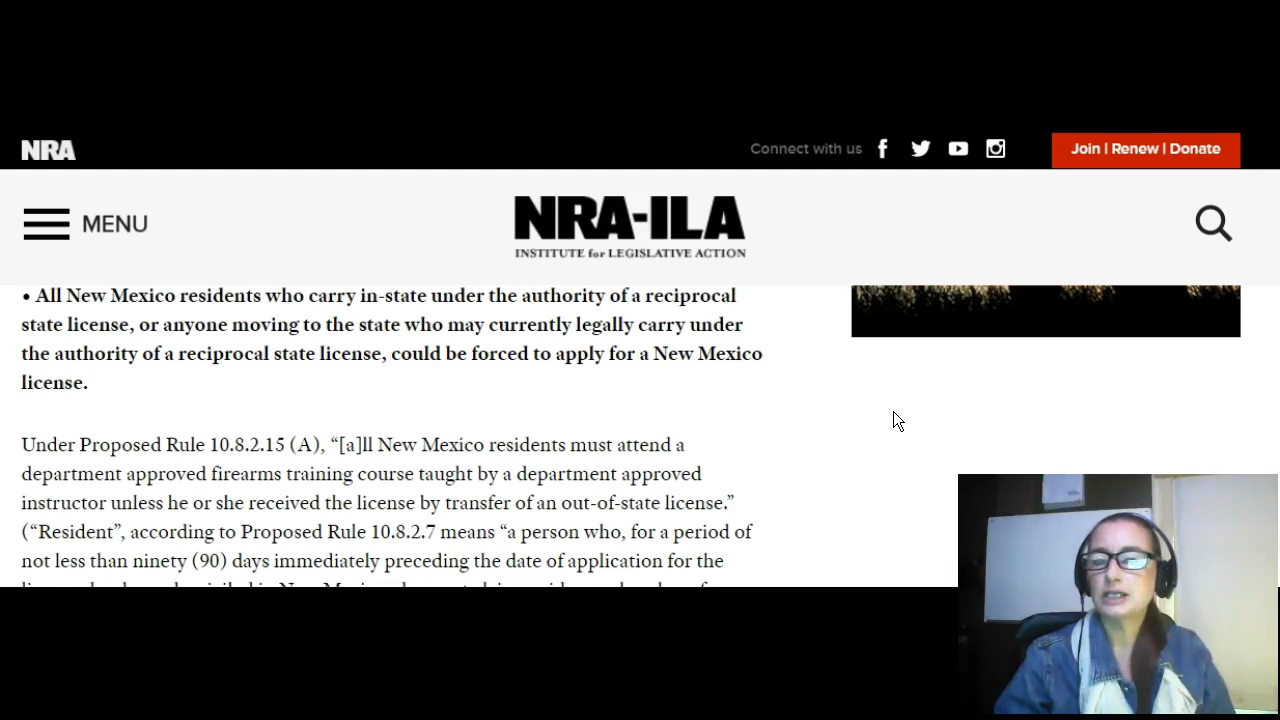 NRA
Connect with us
Join | Renew | Donate
MENU
NRA-ILA
INSTITUTE for LEGISLATIVE ACTION
• All New Mexico residents who carry in-state under the authority of a reciprocal
state license, or anyone moving to the state who may currently legally carry under
the authority of a reciprocal state license, could be forced to apply for a New Mexico
license.
Under Proposed Rule 10.8.2.15 (A), “[a]ll New Mexico residents must attend a
department approved firearms training course taught by a department approved
instructor unless he or she received the license by transfer of an out-of-state license.”
(“Resident”, according to Proposed Rule 10.8.2.7 means “a person who, for a period of
not less than ninety (90) days immediately preceding the date of application for the